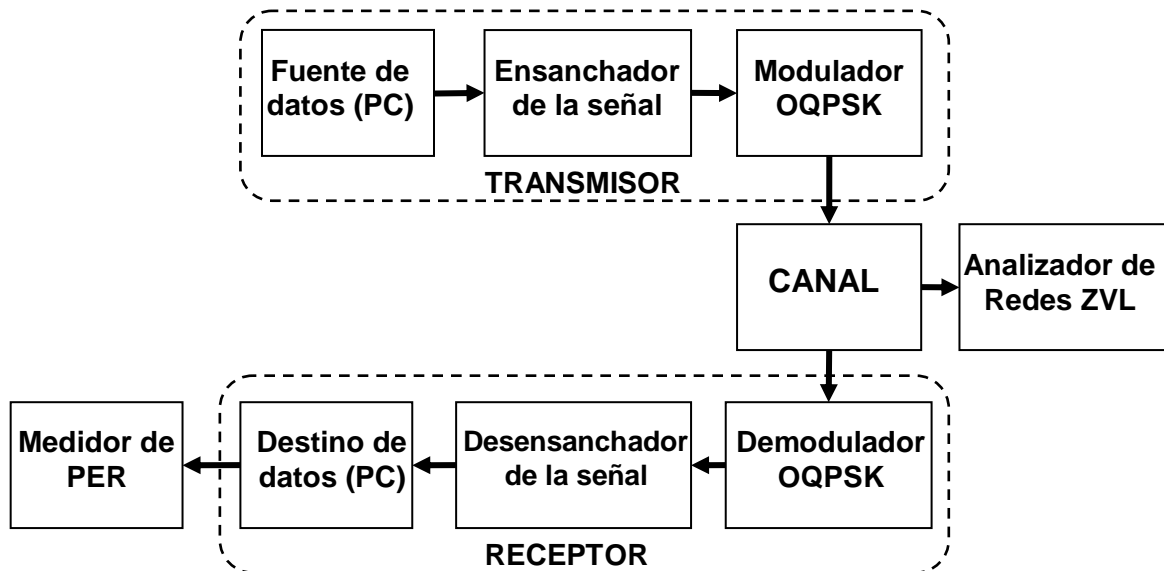 Fuente de
datos (PC)
Ensanchador
de la señal
Modulador
OQPSK
TRANSMISOR
CANAL
Analizador de
Redes ZVL
Medidor de
PER
Destino de
datos (PC)
Desensanchador
de la señal
Demodulador
OQPSK
RECEPTOR